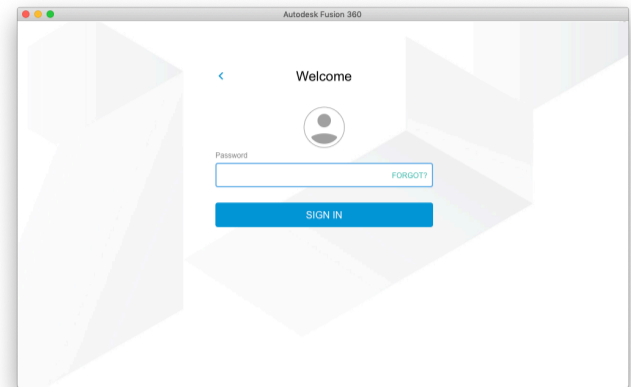 Autodesk Fusion 360
Welcome
Password
FORGOT?
SIGN IN